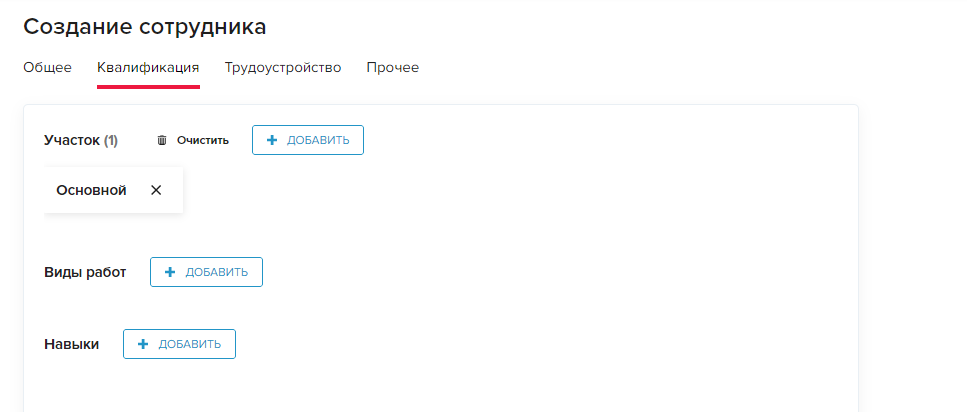 Создание сотрудника
Общее Квалификация Трудоустройство Прочее
Участок (1) Очистить ДОБАВИТЬ
Основной
Виды работ ДОБАВИТЬ
Навыки ДОБАВИТЬ